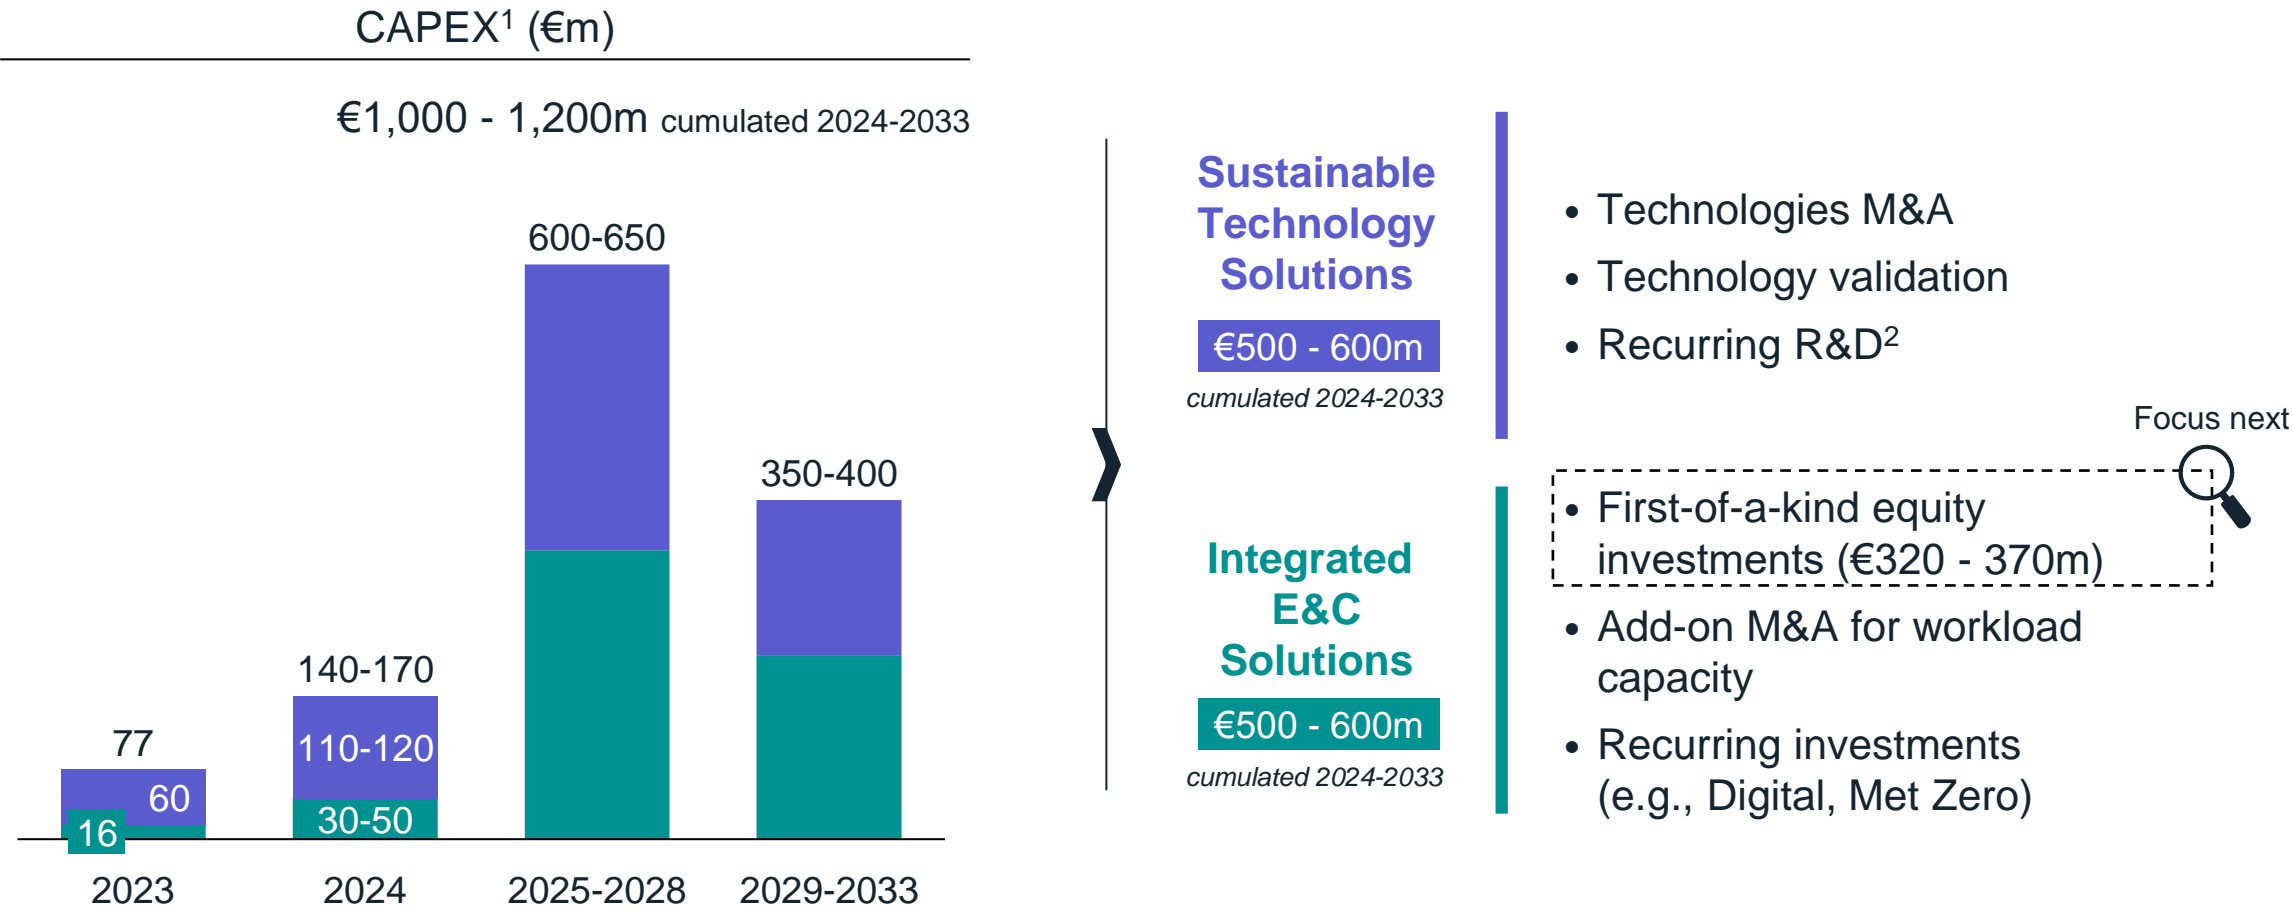 CAPEX¹ (€m)
€1,000 - 1,200m cumulated 2024-2033
600-650
350-400
140-170
110-120
30-50
77
60
16
2023
2024
2025-2028
2029-2033
Sustainable
Technology
Solutions
€500 - 600m
cumulated 2024-2033
• Technologies M&A
• Technology validation
• Recurring R&D²
Focus next
Integrated
E&C
Solutions
€500 - 600m
cumulated 2024-2033
• First-of-a-kind equity
investments (€320 - 370m)
• Add-on M&A for workload
capacity
• Recurring investments
(e.g., Digital, Met Zero)